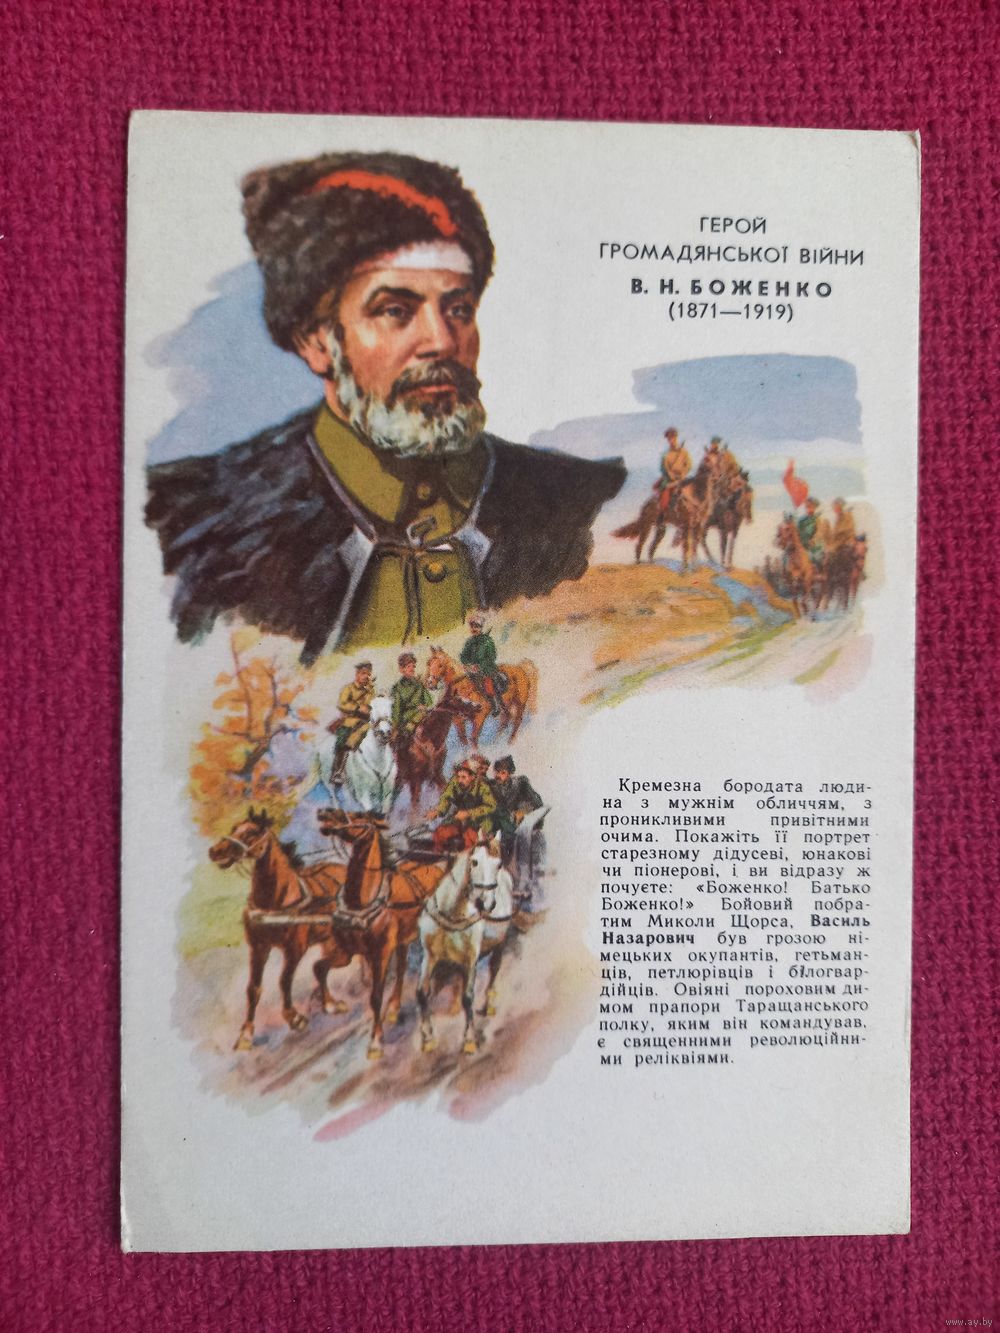 ГЕРОЙ
ГРОМАДЯНСЬКОЇ ВІЙНИ
В. Н. БОЖЕНКО
(1871—1919)
Кремезна бородата люди-
на з мужнім обличчям, з
проникливими привітними
очима. Покажіть її портрет
старезному дідусеві, юнакові
чи піонерові, і ви відразу ж
почуєте: «Боженко! Батько
Боженко!» Бойовий побра-
тим Миколи Щорса, Василь
Назарович був грозою ні-
мецьких окупантів, гетьман-
ців, петлюрівців і білогвар-
дійців. Овіяні пороховим ди-
мом прапори Таращанського
полку, яким він командував,
є священними революційни-
ми реліквіями.
www.ay.by